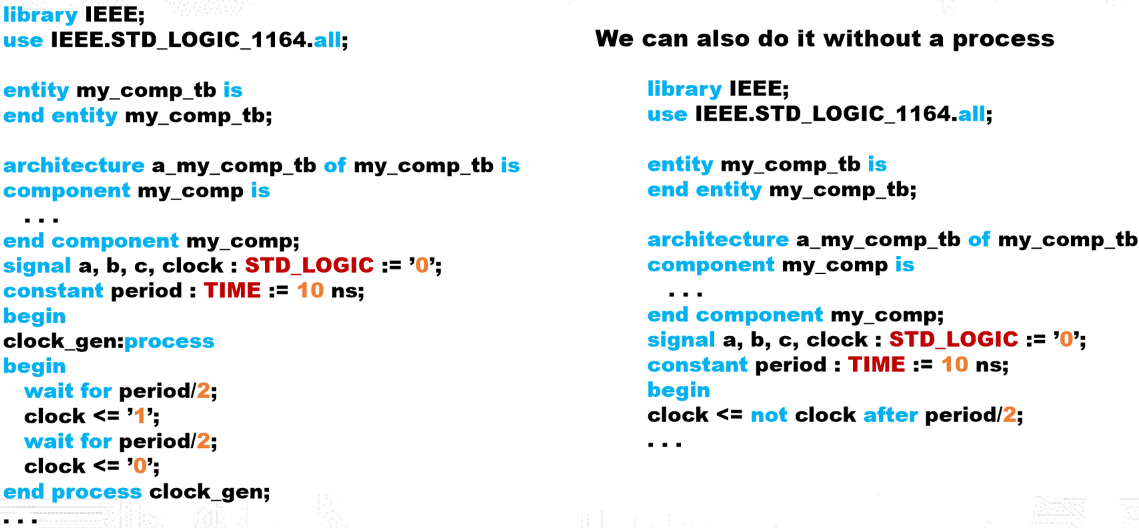 library IEEE;
use IEEE.STD_LOGIC_1164.all;
entity my_comp_tb is
end entity my_comp_tb;
architecture a_my_comp_tb of my_comp_tb is
component my_comp is
...
end component my_comp;
signal a, b, c, clock : STD_LOGIC := ’0’;
constant period : TIME := 10 ns;
begin
clock_gen:process
begin
wait for period/2;
clock <= ’1’;
wait for period/2;
clock <= ’0’;
end process clock_gen;
...
We can also do it without a process
library IEEE;
use IEEE.STD_LOGIC_1164.all;
entity my_comp_tb is
end entity my_comp_tb;
architecture a_my_comp_tb of my_comp_tb
component my_comp is
...
end component my_comp;
signal a, b, c, clock : STD_LOGIC := ’0’;
constant period : TIME := 10 ns;
begin
clock <= not clock after period/2;
...